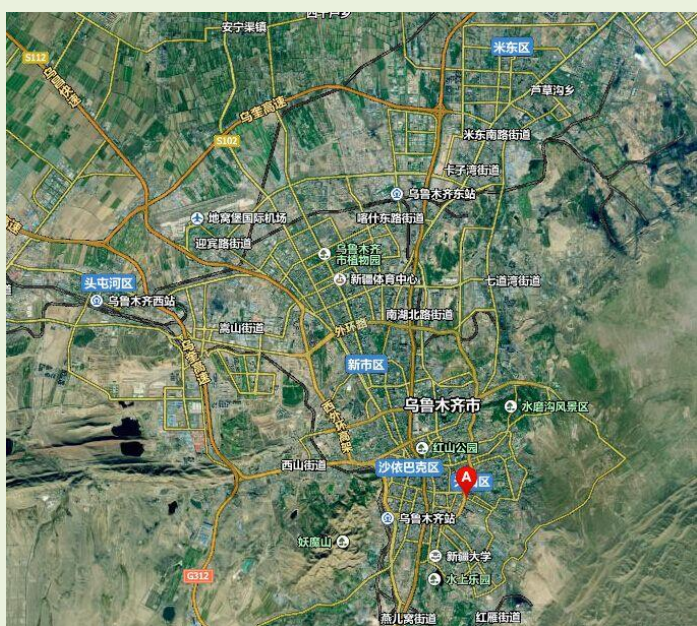 安宁渠镇
米东区
S112
乌昌快速
芦草沟乡
乌奎高速
S102
米东南路街道
卡子湾街道
乌鲁木齐东站
地窝堡国际机场
喀什东路街道
迎宾路街道
乌鲁木齐
市植物园
头屯河区
新疆体育中心
七道湾街道
乌鲁木齐西站
嵩山街道
南湖北路街道
外环路
新市区
乌鲁木齐市
水磨沟风景区
红山公园
西山街道
沙依巴克区
A
区
乌鲁木齐站
妖魔山
新疆大学
G312
水上乐园
燕儿窝街道
红雁街道